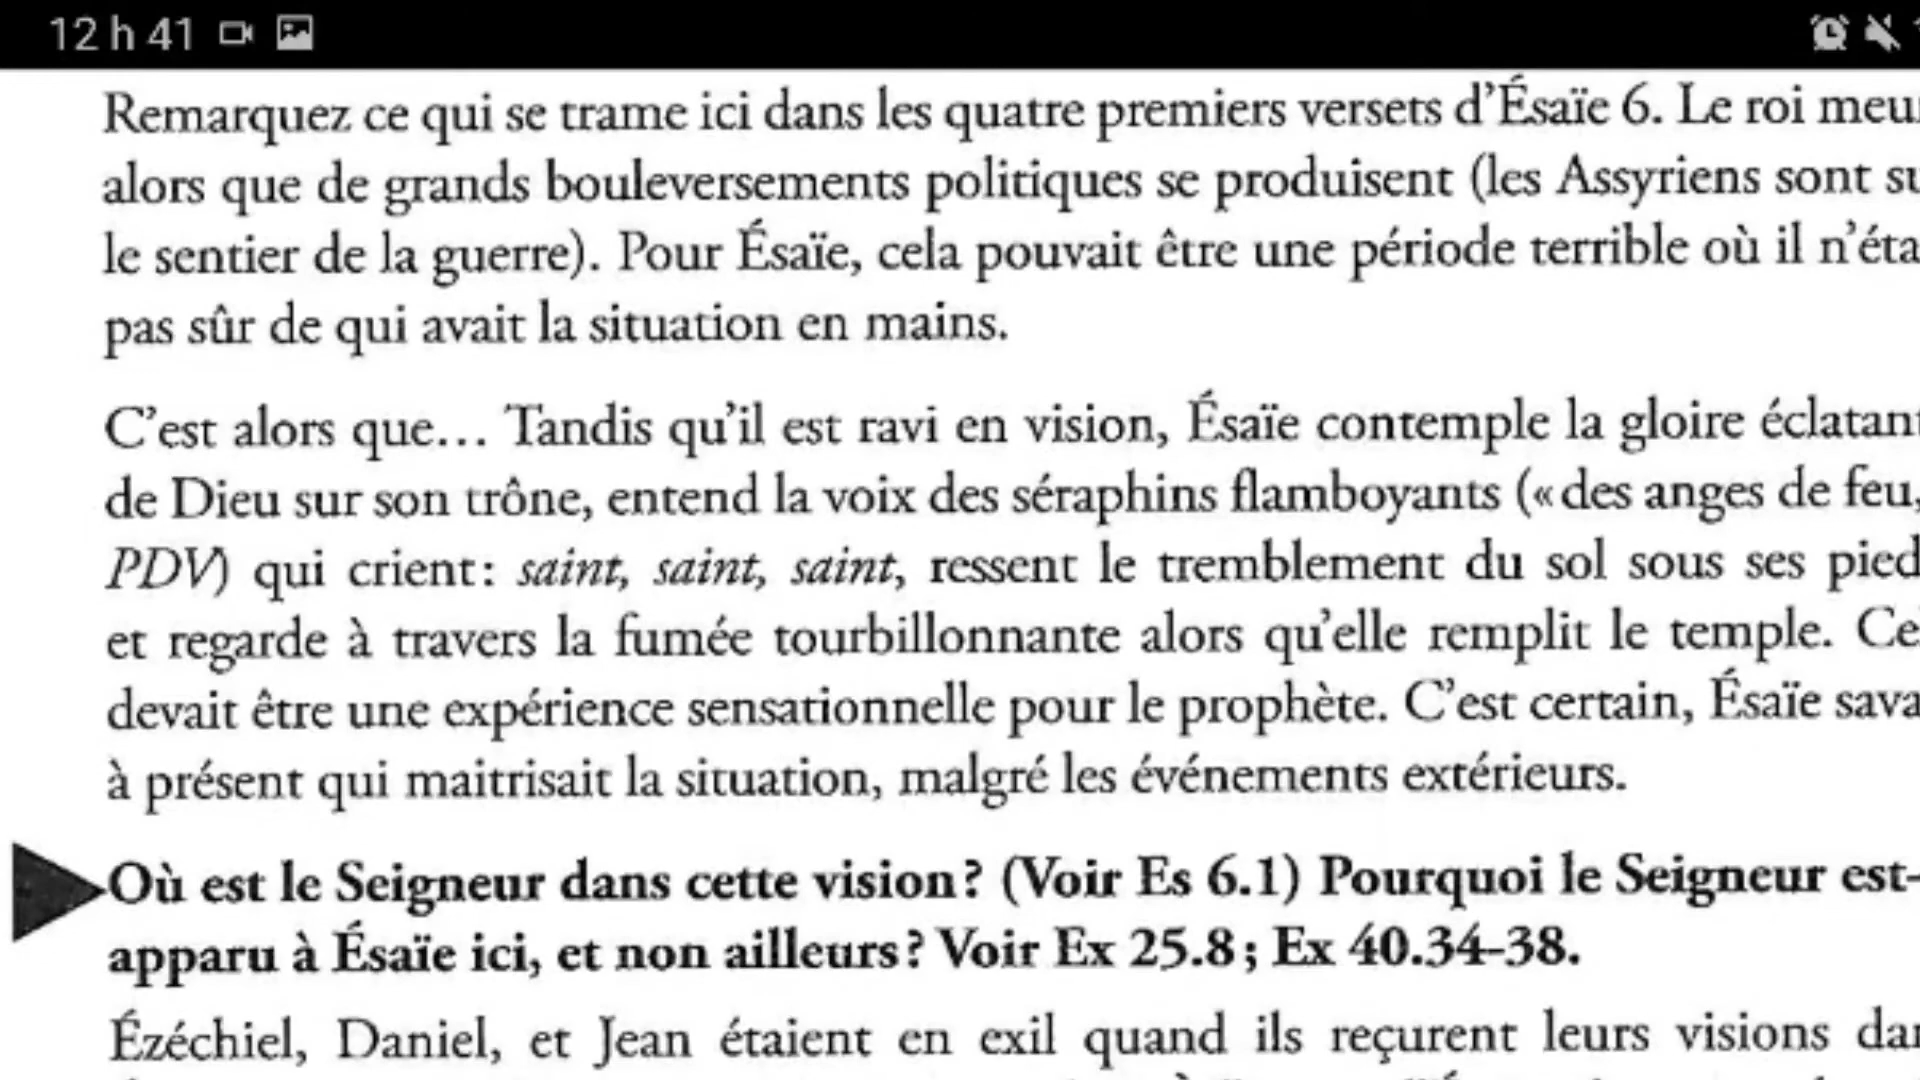 12 h 41
Remarquez ce qui se trame ici dans les quatre premiers versets d'Ésaïe 6. Le roi meu
alors que de grands bouleversements politiques se produisent (les Assyriens sont su
le sentier de la guerre). Pour Ésaïe, cela pouvait être une période terrible où il n'éta
pas sûr de qui avait la situation en mains.
C'est alors que... Tandis qu'il est ravi en vision, Ésaïe contemple la gloire éclatant
de Dieu sur son trône, entend la voix des séraphins flamboyants (« des anges de feu,
PDV) qui crient : saint, saint, saint, ressent le tremblement du sol sous ses pied
et regarde à travers la fumée tourbillonnante alors qu'elle remplit le temple. Ce
devait être une expérience sensationnelle pour le prophète. C'est certain, Ésaïe sava
à présent qui maitrisait la situation, malgré les événements extérieurs.
Où est le Seigneur dans cette vision ? (Voir Es 6.1) Pourquoi le Seigneur est-
apparu à Ésaïe ici, et non ailleurs ? Voir Ex 25.8 ; Ex 40.34-38.
Ézéchiel, Daniel, et Jean étaient en exil quand ils reçurent leurs visions dan